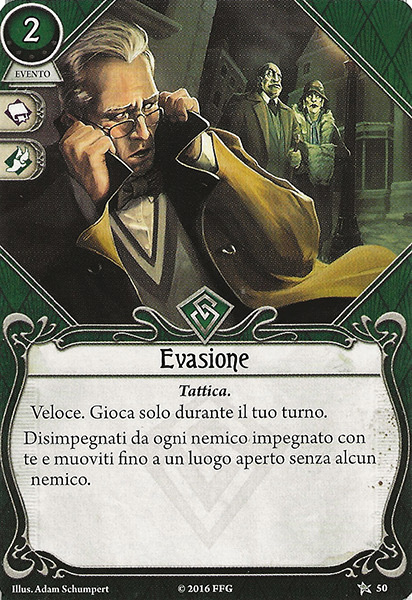 2
EVENTO
Evasione
Tattica.
Veloce. Gioca solo durante il tuo turno.
Disimpegnati da ogni nemico impegnato con
te e muoviti fino a un luogo aperto senza alcun
nemico.
Illus. Adam Schumpert © 2016 FFG 50